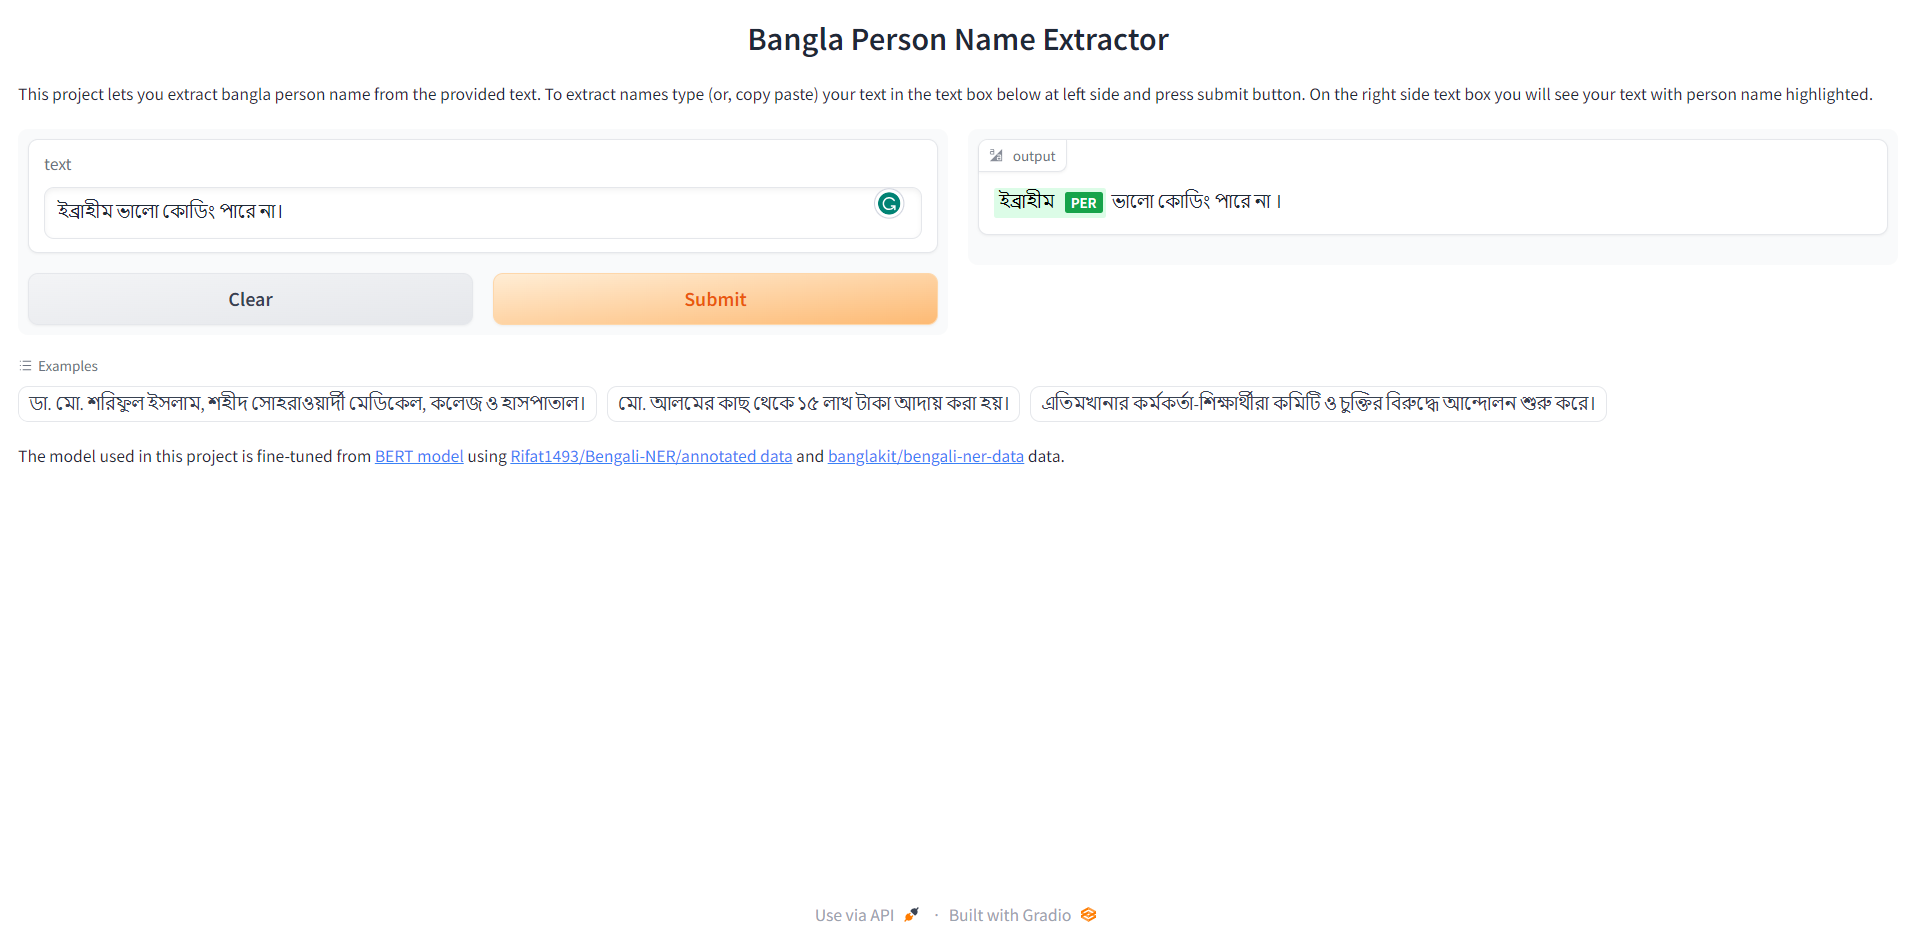 Bangla Person Name Extractor
This project lets you extract bangla person name from the provided text. To extract names type (or, copy paste) your text in the text box below at left side and press submit button. On the right side text box you will see your text with person name highlighted.
text
ইব্রাহীম ভালো কোডিং পারে না।
Clear
Submit
output
ইব্রাহীম PER ভালো কোডিং পারে না ।
Examples
ডা. মো. শরিফুল ইসলাম, শহীদ সোহরাওয়ার্দী মেডিকেল, কলেজ ও হাসপাতাল।
মো. আলমের কাছ থেকে ১৫ লাখ টাকা আদায় করা হয়।
এতিমখানার কর্মকর্তা-শিক্ষার্থীরা কমিটি ও চুক্তির বিরুদ্ধে আন্দোলন শুরু করে।
The model used in this project is fine-tuned from BERT model using Rifat1493/Bengali-NER/annotated data and banglakit/bengali-ner-data data.
Use via API · Built with Gradio